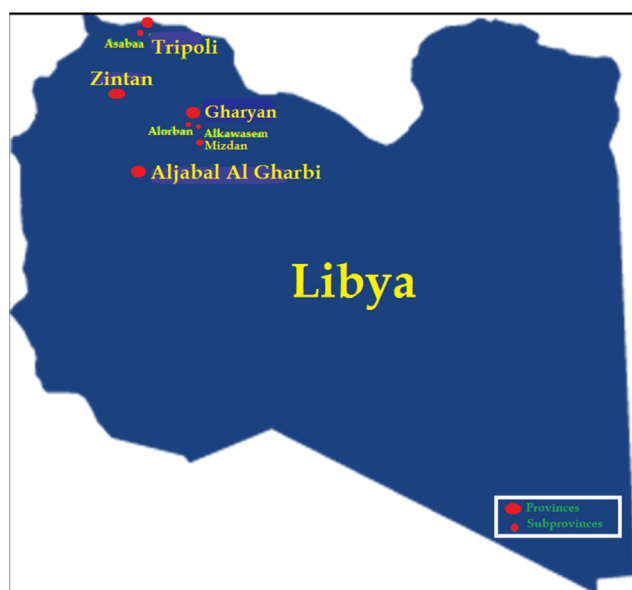 Asabaa
Tripoli
Zintan
Gharyan
Alorban
Alkawasem
Mizdan
Aljabal Al Gharbi
Libya
Provinces
Subprovinces